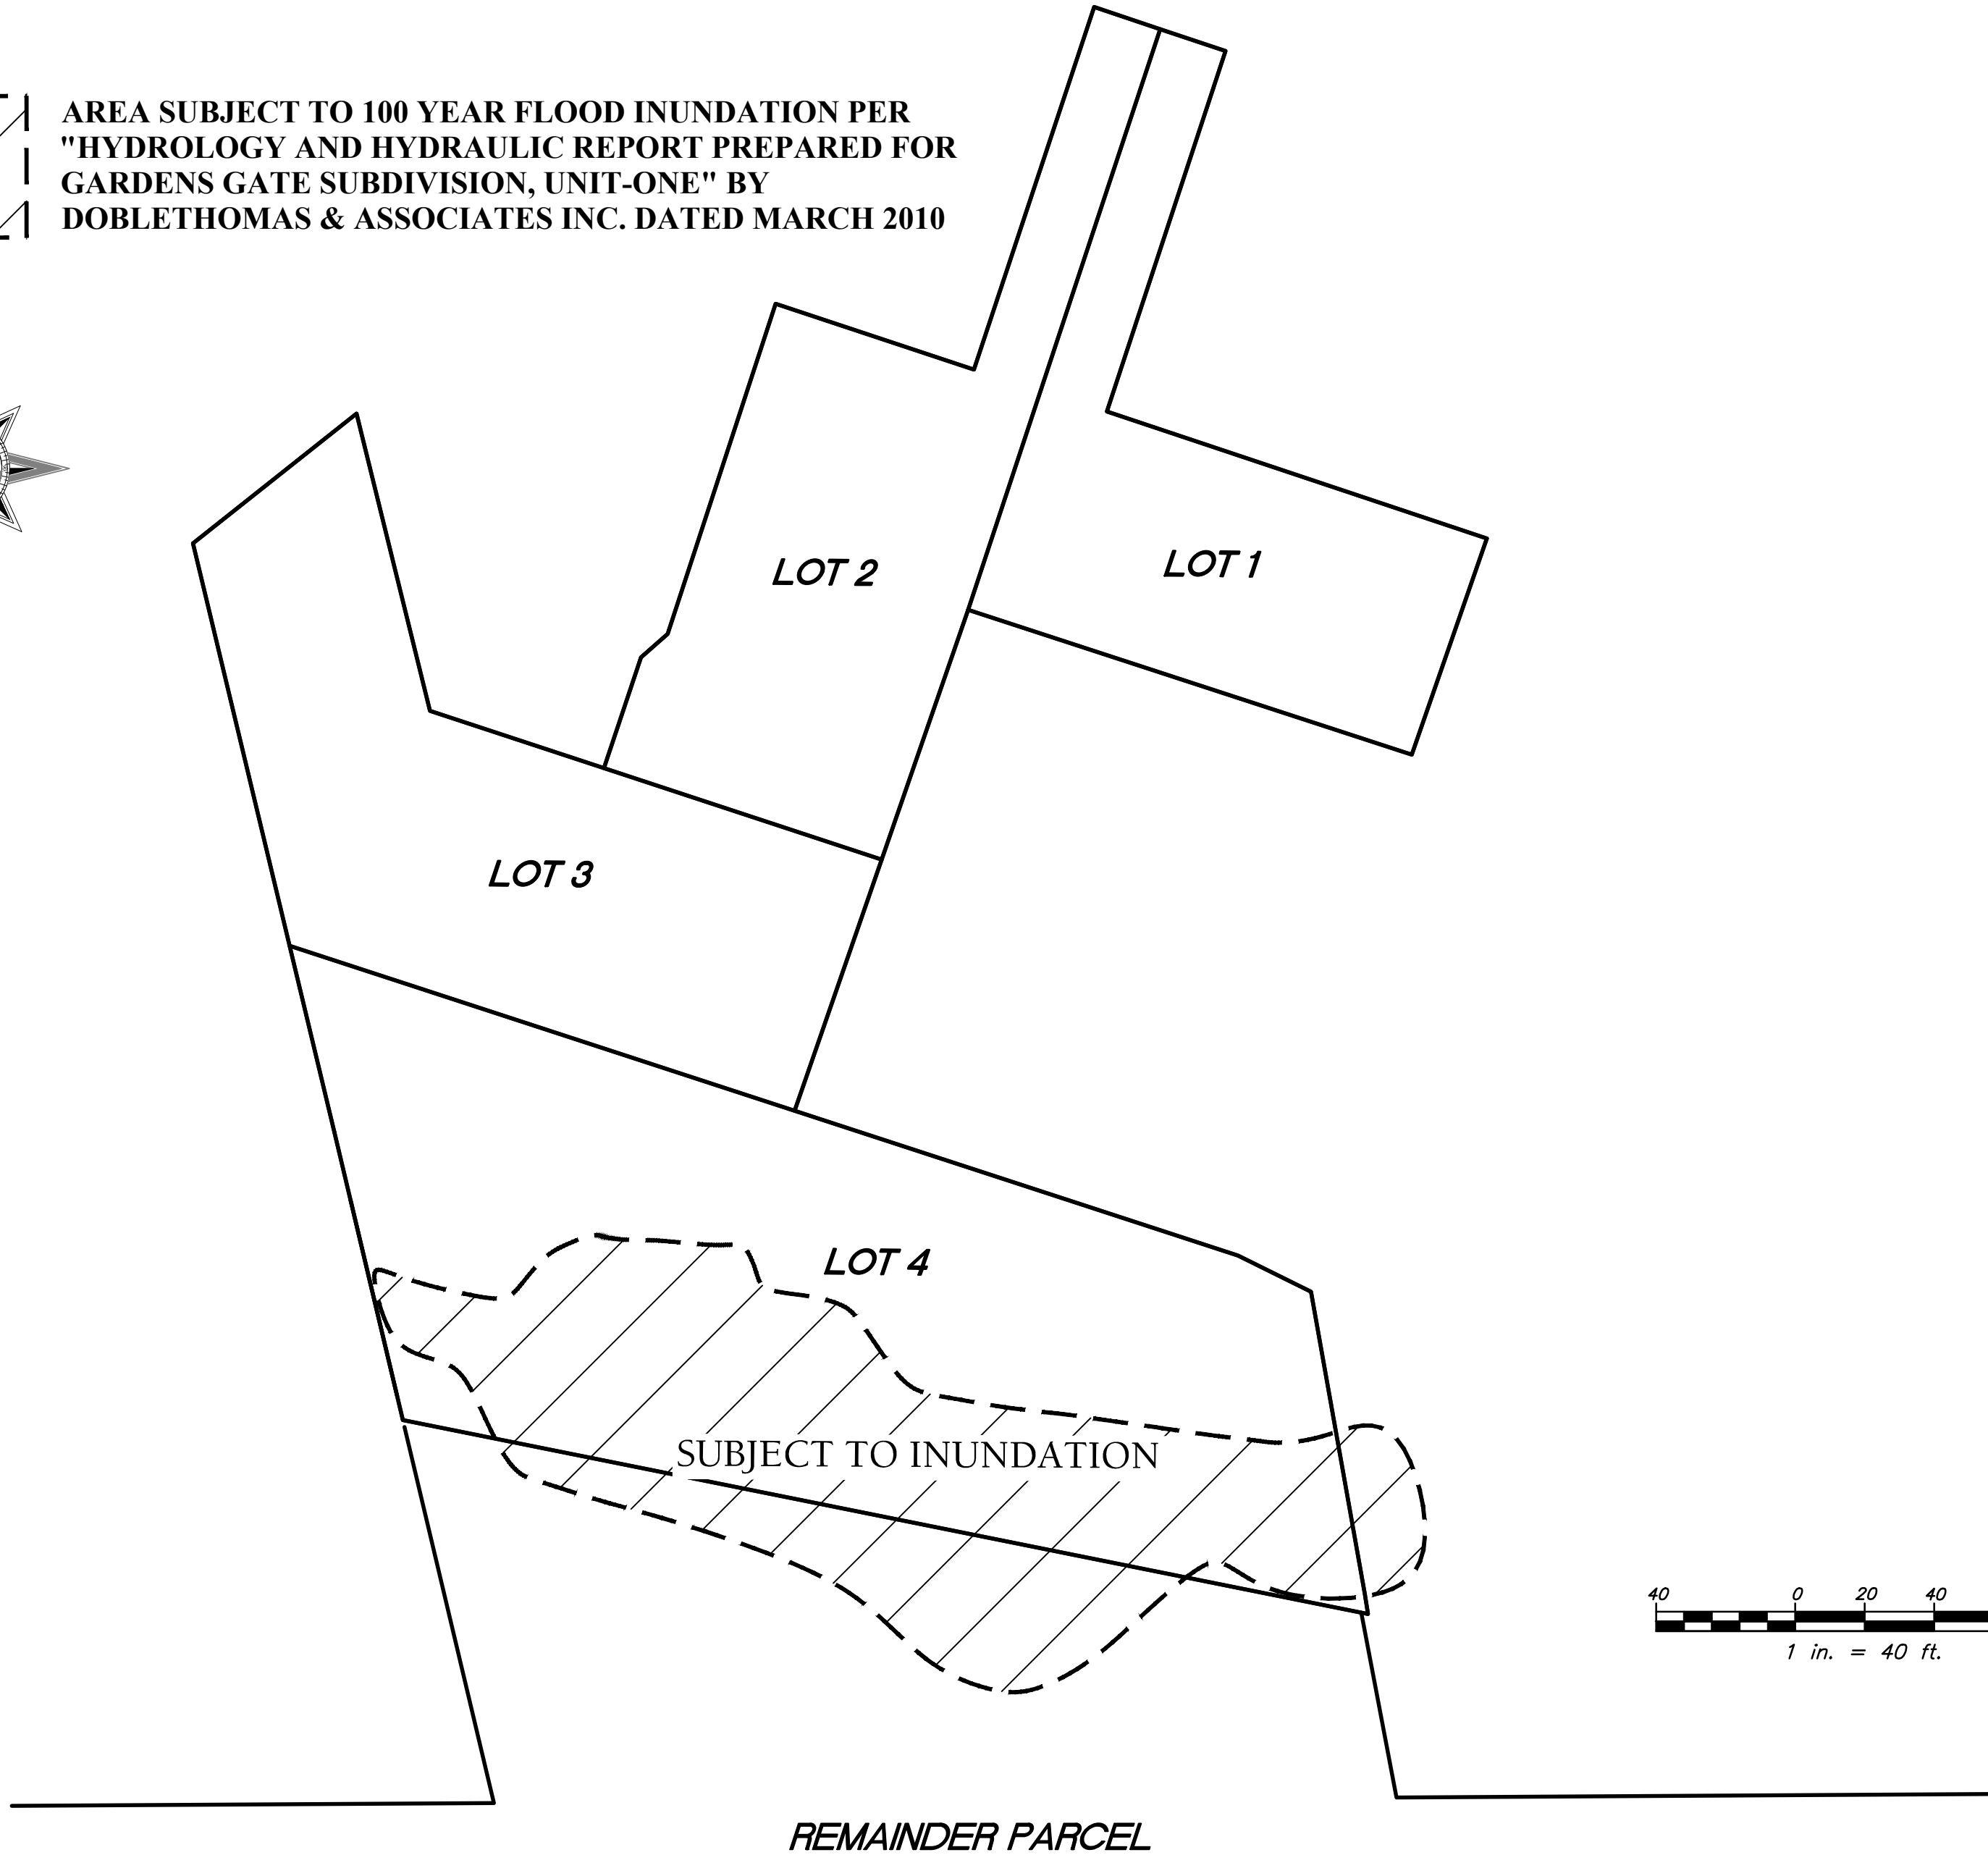 AREA SUBJECT TO 100 YEAR FLOOD INUNDATION PER
"HYDROLOGY AND HYDRAULIC REPORT PREPARED FOR
GARDENS GATE SUBDIVISION, UNIT-ONE" BY
DOBLETHOMAS & ASSOCIATES INC. DATED MARCH 2010
LOT 2
LOT 1
LOT 3
LOT 4
SUBJECT TO INUNDATION
40 0 20 40
1 in. = 40 ft.
REMAINDER PARCEL